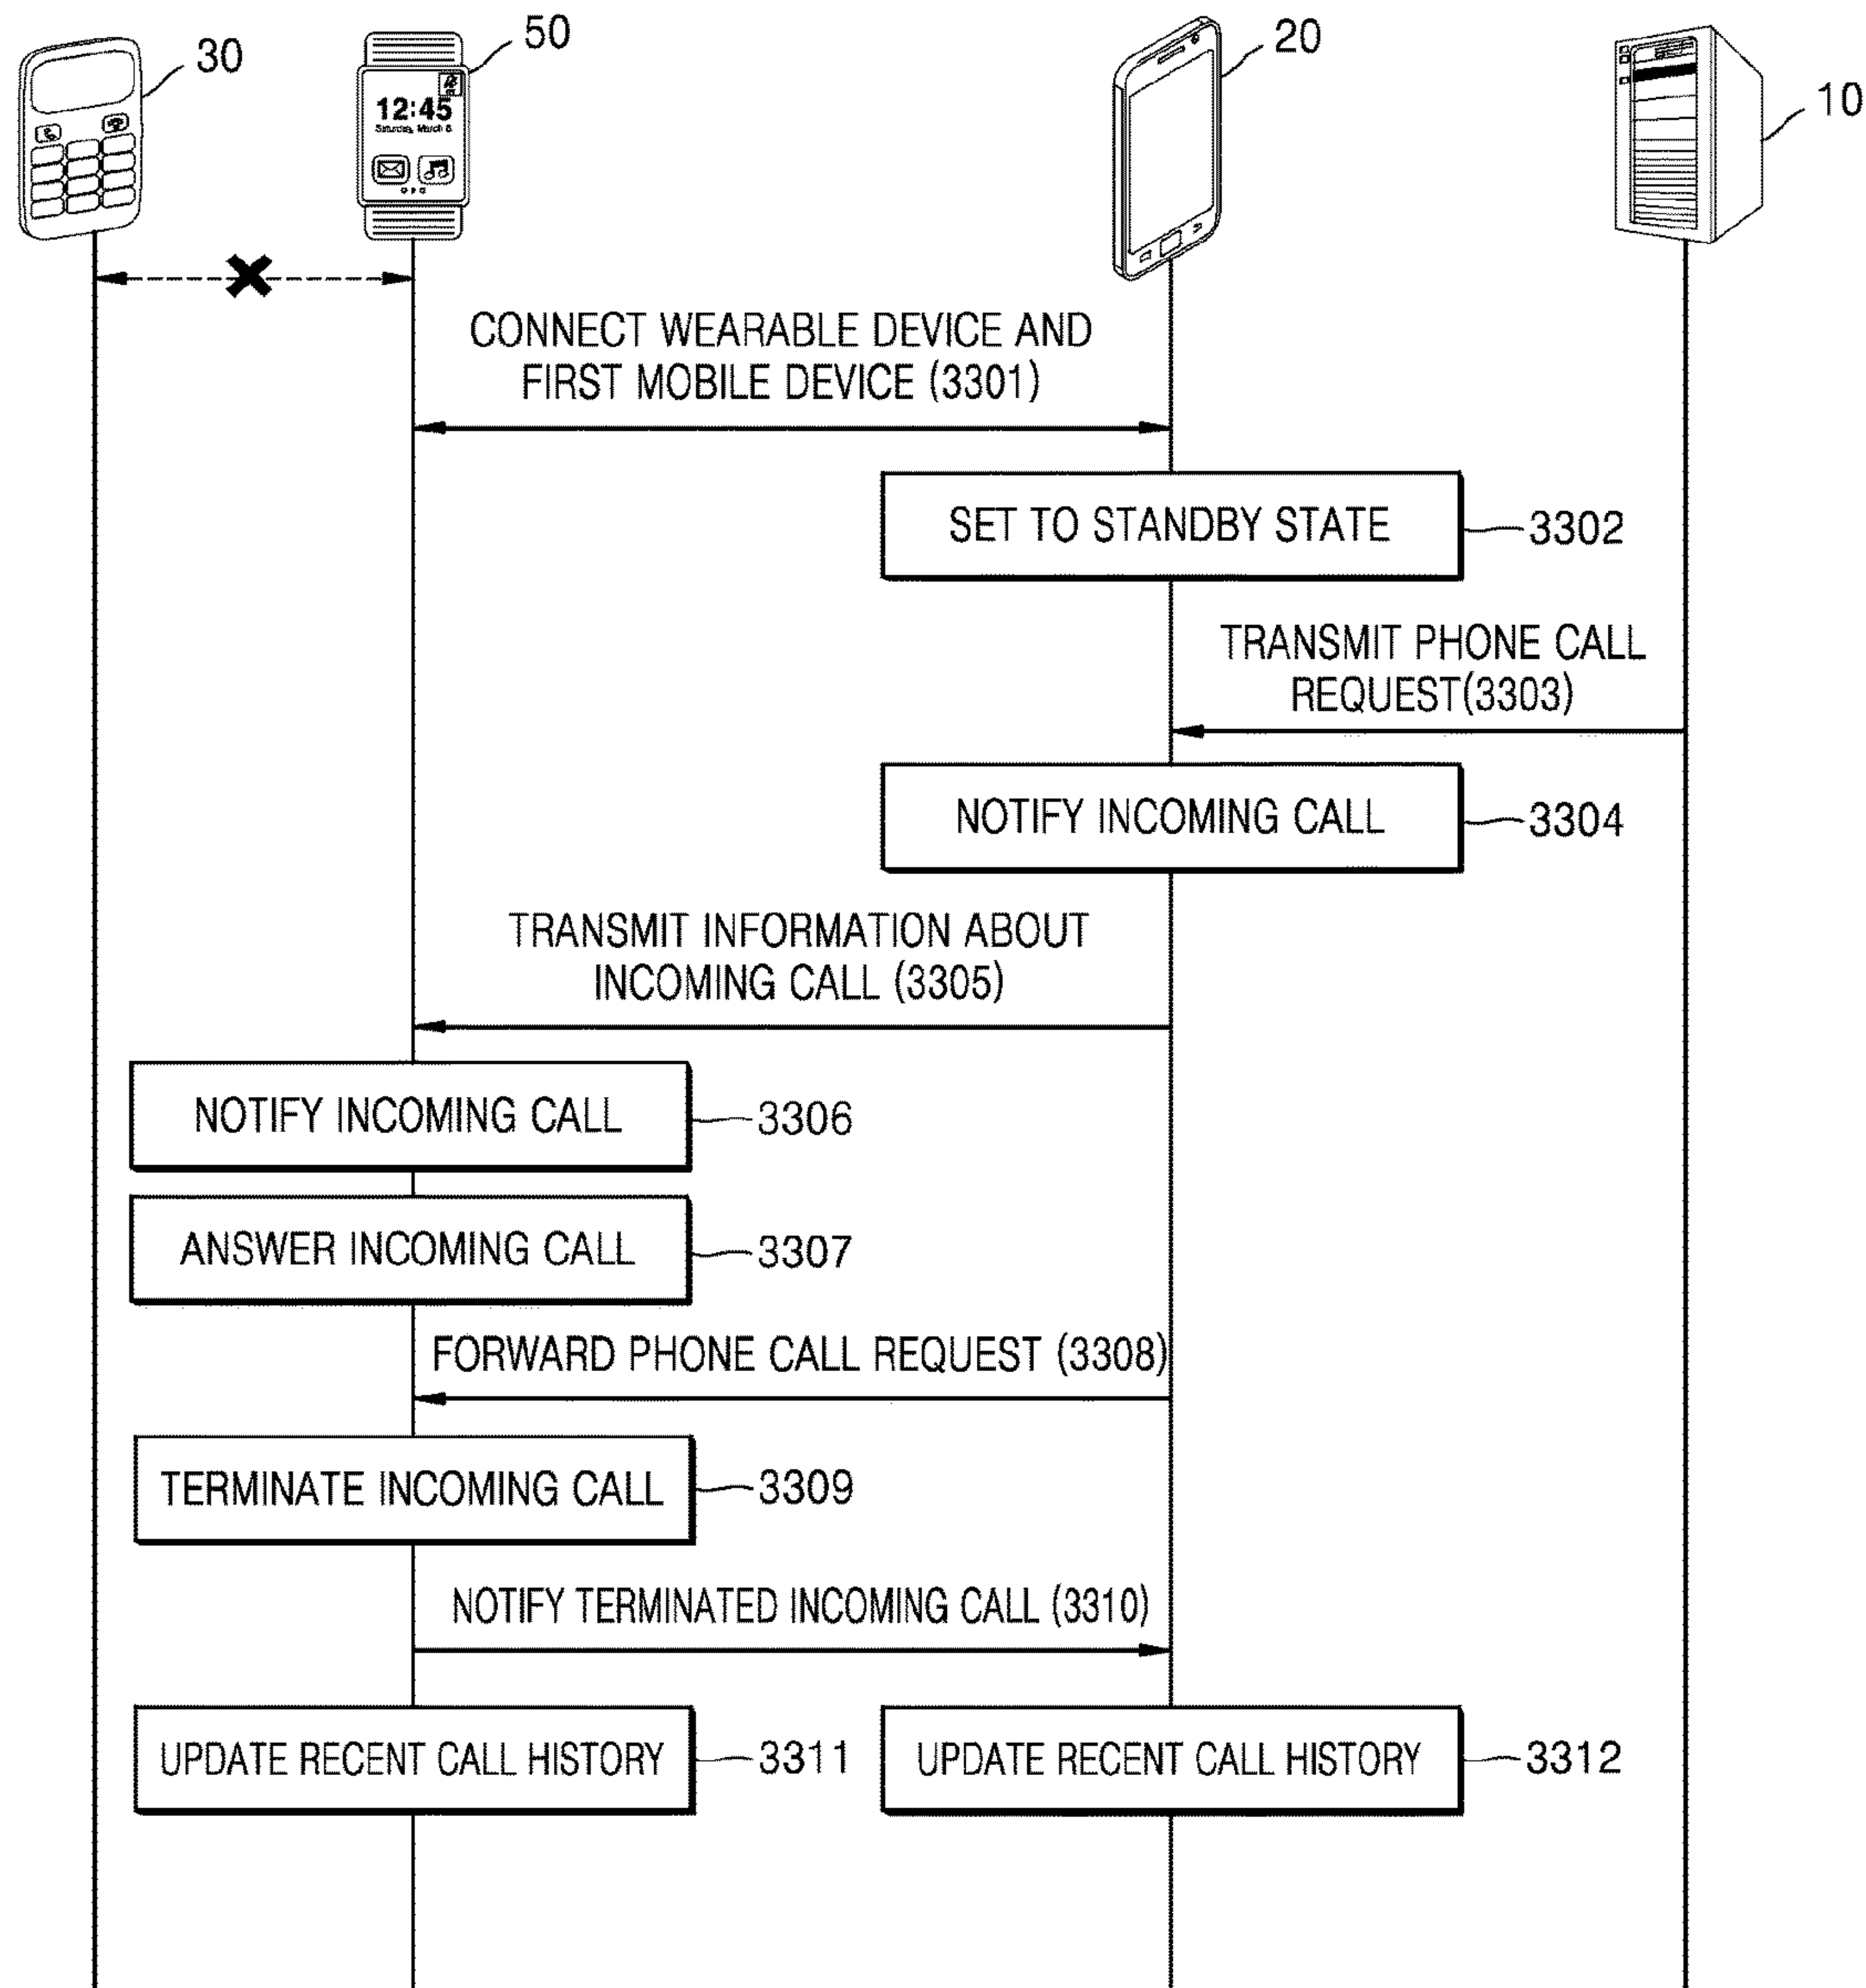 30
50
20
10
12:45
Saturday, March 8
CONNECT WEARABLE DEVICE AND
FIRST MOBILE DEVICE (3301)
SET TO STANDBY STATE
3302
TRANSMIT PHONE CALL
REQUEST(3303)
NOTIFY INCOMING CALL
3304
TRANSMIT INFORMATION ABOUT
INCOMING CALL (3305)
NOTIFY INCOMING CALL
3306
ANSWER INCOMING CALL
3307
FORWARD PHONE CALL REQUEST (3308)
TERMINATE INCOMING CALL
3309
NOTIFY TERMINATED INCOMING CALL (3310)
UPDATE RECENT CALL HISTORY
3311
UPDATE RECENT CALL HISTORY
3312